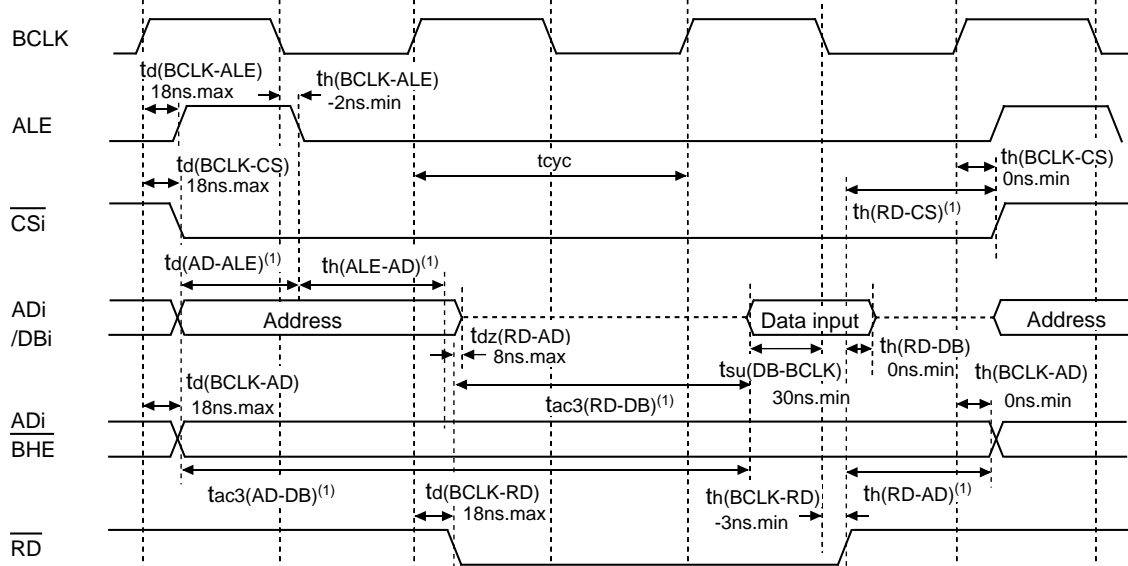 BCLK
td(BCLK-ALE)
18ns.max
th(BCLK-ALE)
-2ns.min
ALE
td(BCLK-CS)
18ns.max
tcyc
th(BCLK-CS)
0ns.min
th(RD-CS)(1)
CSi
td(AD-ALE)(1)
th(ALE-AD)(1)
ADi
/DBi
Address
Data input
Address
tdz(RD-AD)
8ns.max
tsu(DB-BCLK)
30ns.min
th(RD-DB)
0ns.min
td(BCLK-AD)
18ns.max
tac3(RD-DB)(1)
th(BCLK-AD)
0ns.min
ADi
BHE
tac3(AD-DB)(1)
td(BCLK-RD)
18ns.max
th(BCLK-RD)
-3ns.min
th(RD-AD)(1)
RD